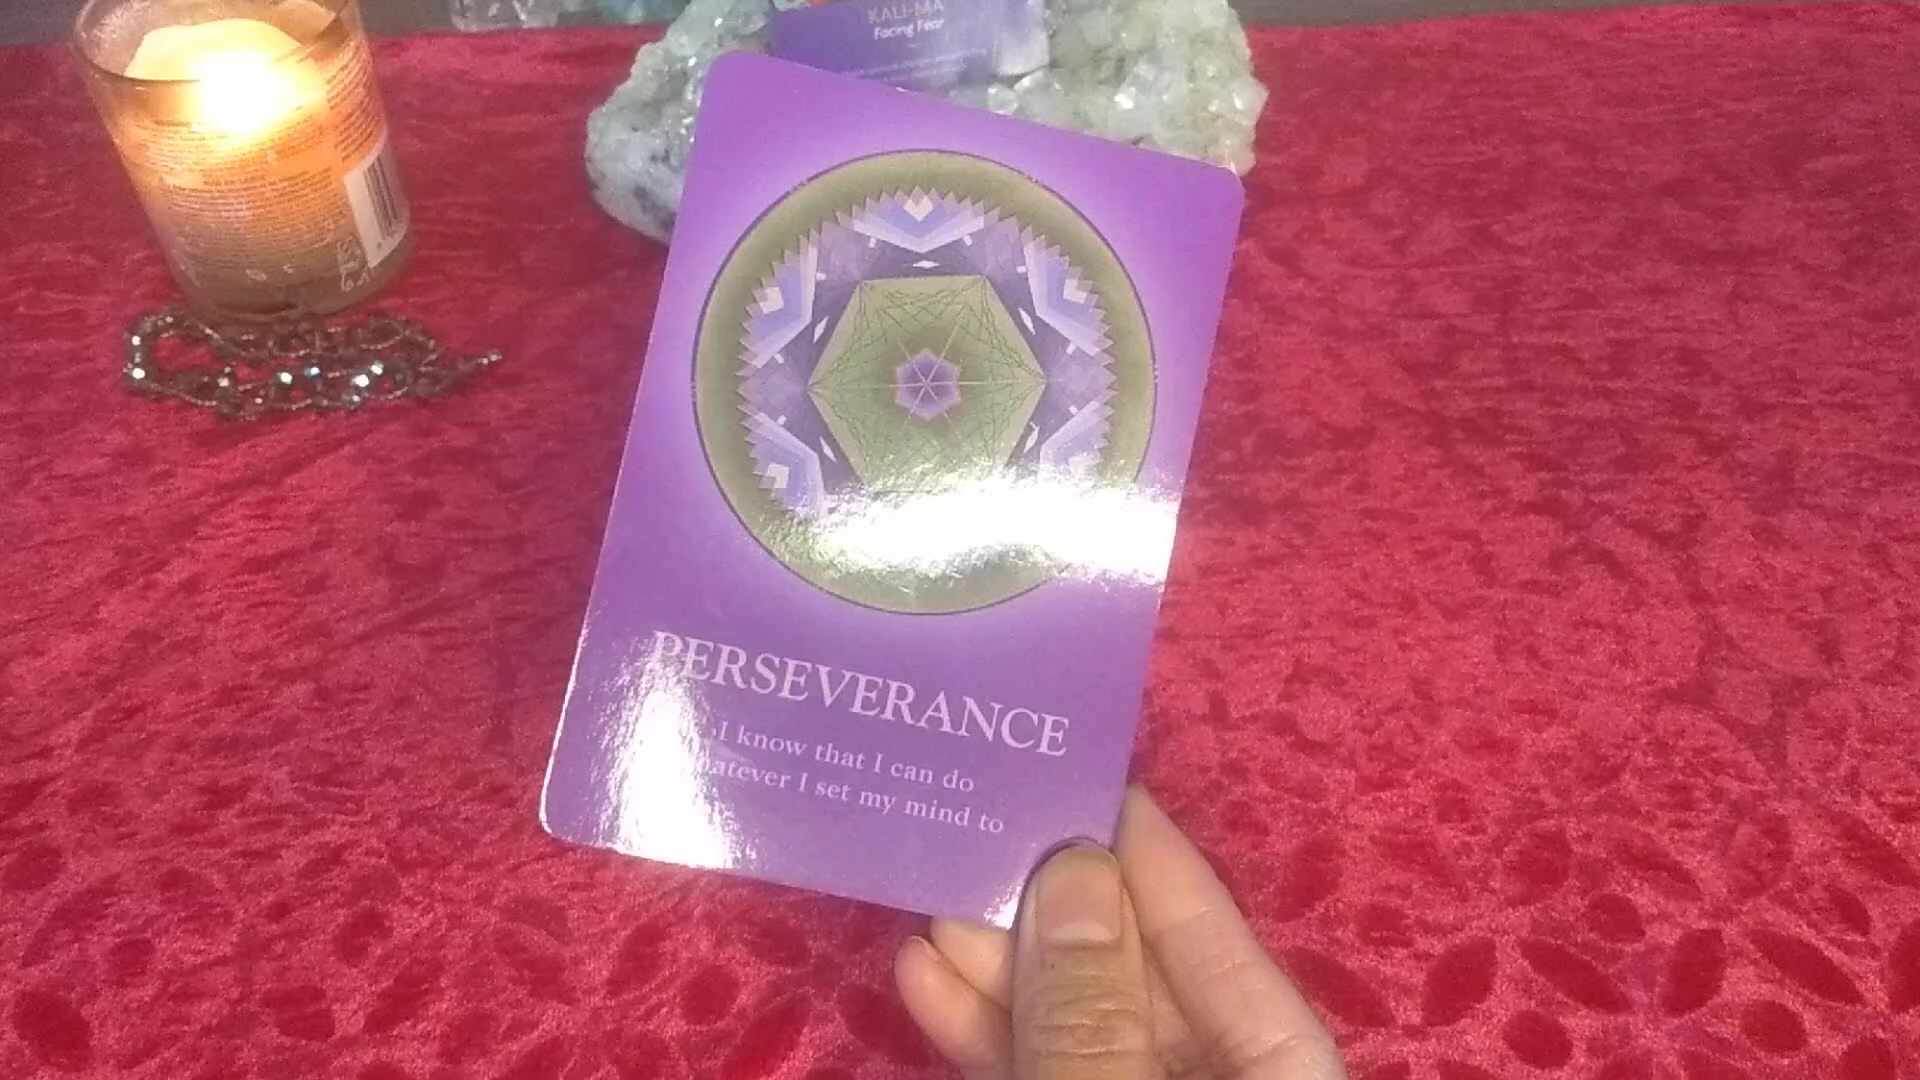 KALI-MA
Facing Fear
PERSEVERANCE
I know that I can do
whatever I set my mind to